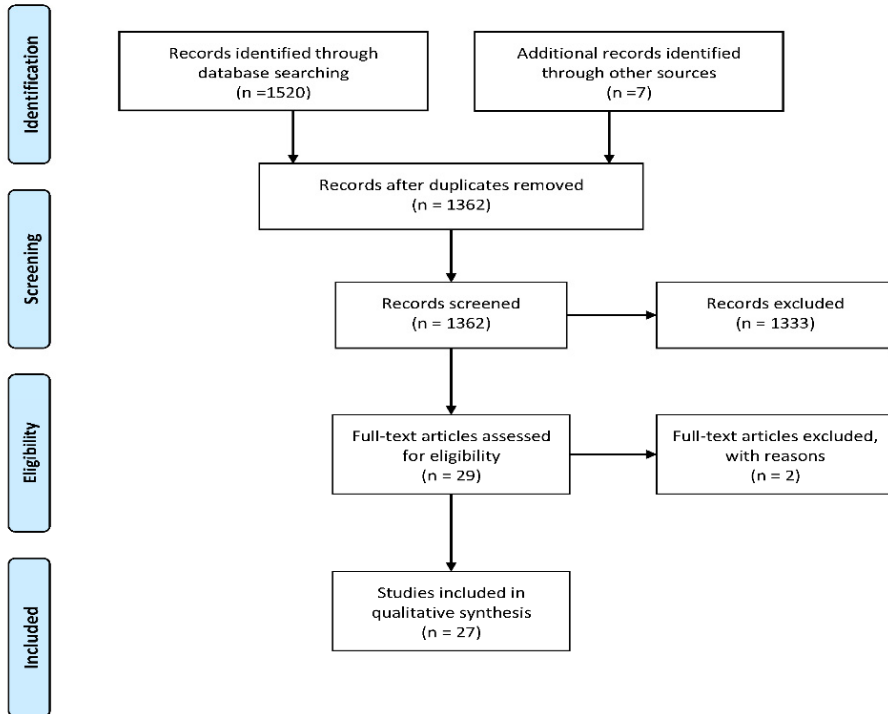 Identification
Records identified through
database searching
(n =1520)
Additional records identified
through other sources
(n =7)
Records after duplicates removed
(n = 1362)
Screening
Records screened
(n = 1362)
Records excluded
(n = 1333)
Eligibility
Full-text articles assessed
for eligibility
(n = 29)
Full-text articles excluded,
with reasons
(n = 2)
Included
Studies included in
qualitative synthesis
(n = 27)